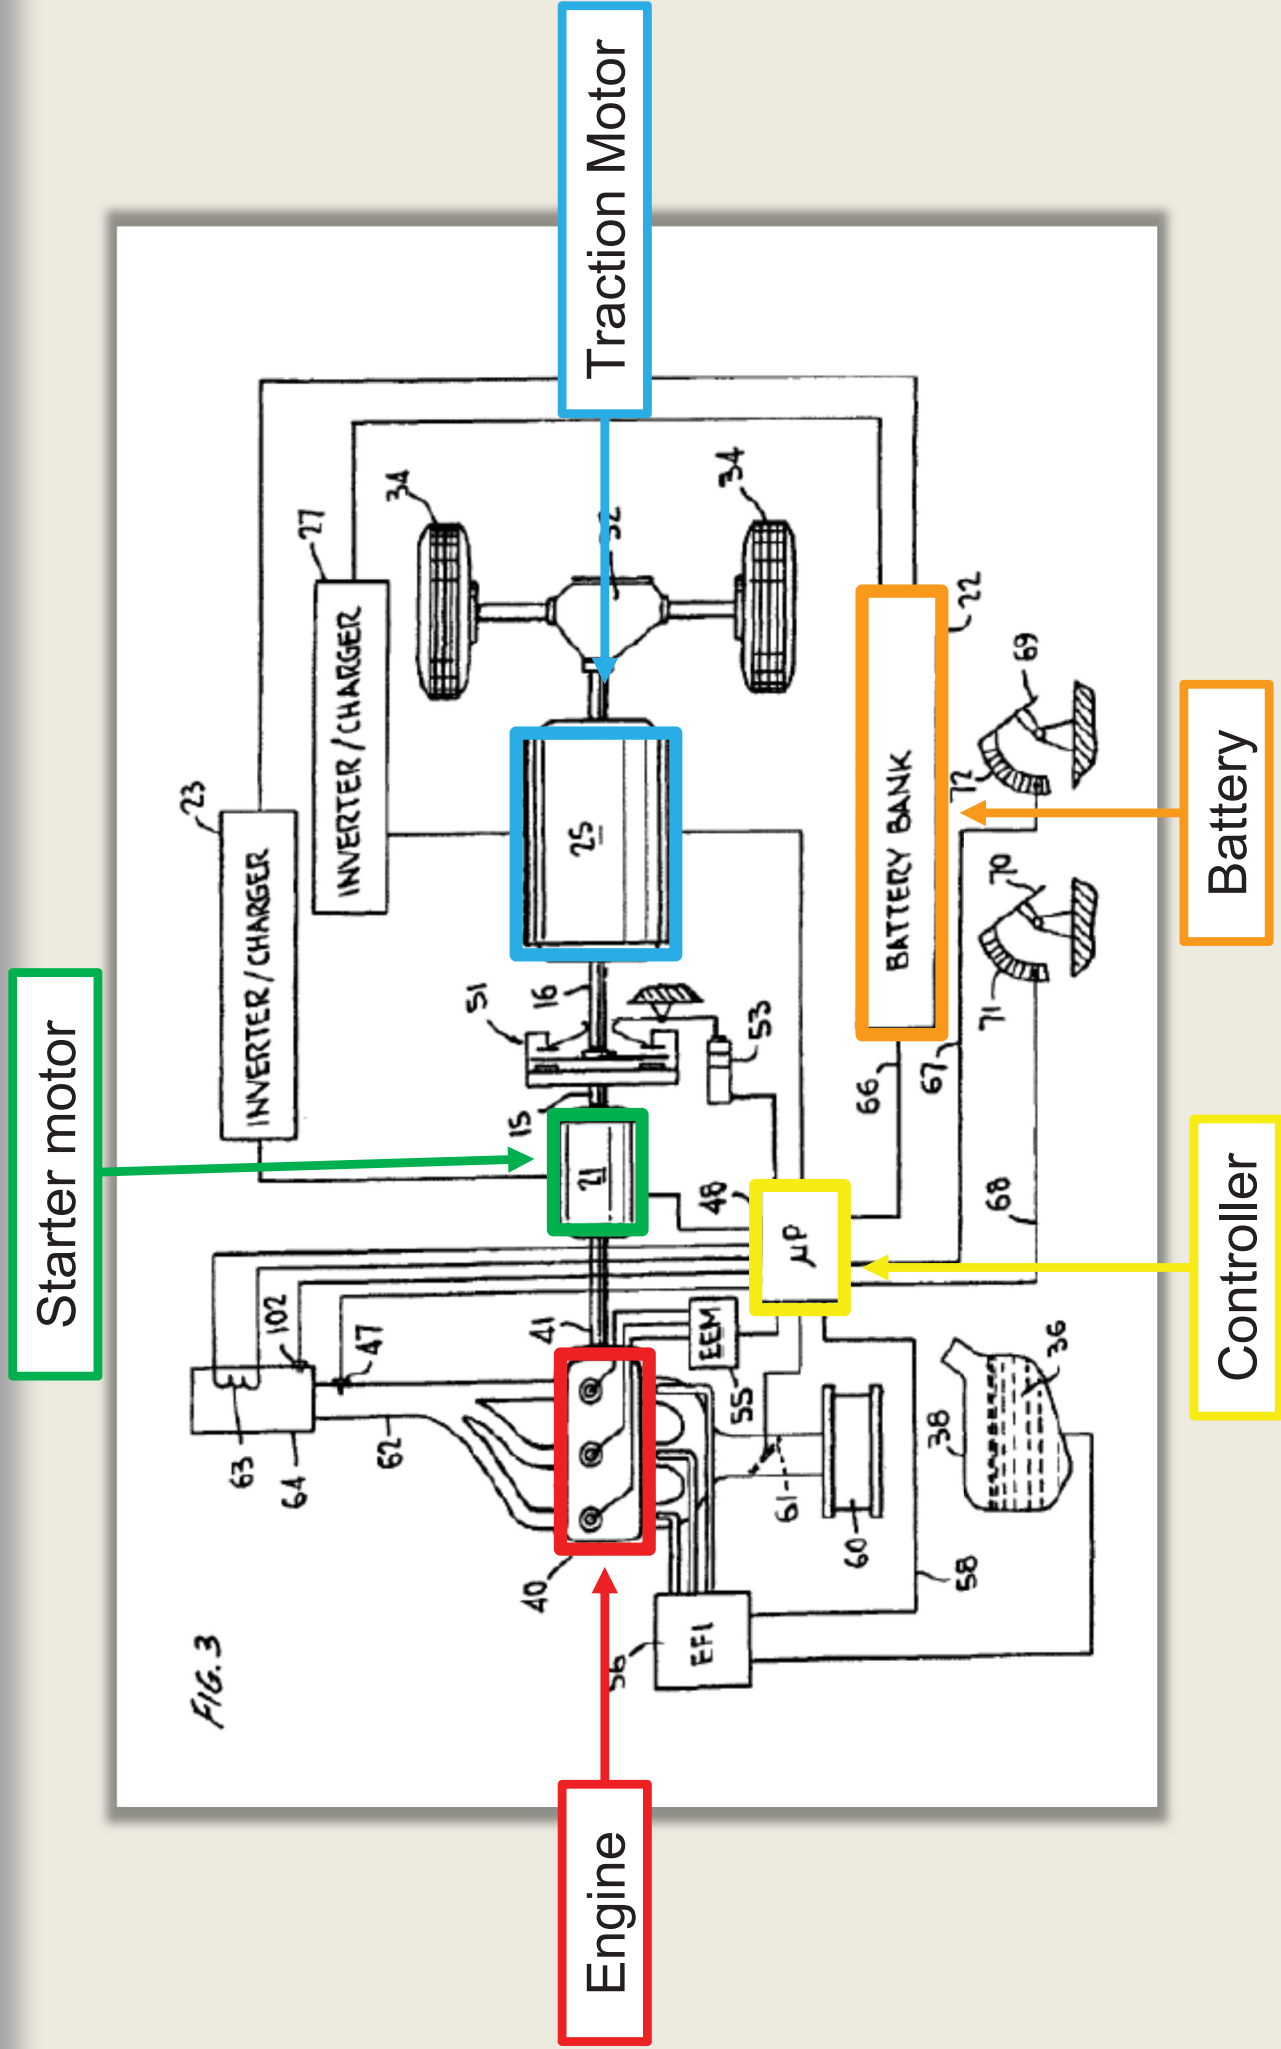 Starter motor
Engine
Traction Motor
Controller
Battery
FIG. 3
63
64
102
47
62
23
INVERTER/CHARGER
27
INVERTER/CHARGER
34
40
41
21
15
51
16
25
32
34
56
EFI
EEM
55
48
µP
53
61
60
58
38
36
66
67
68
BATTERY BANK
22
71
70
72
69